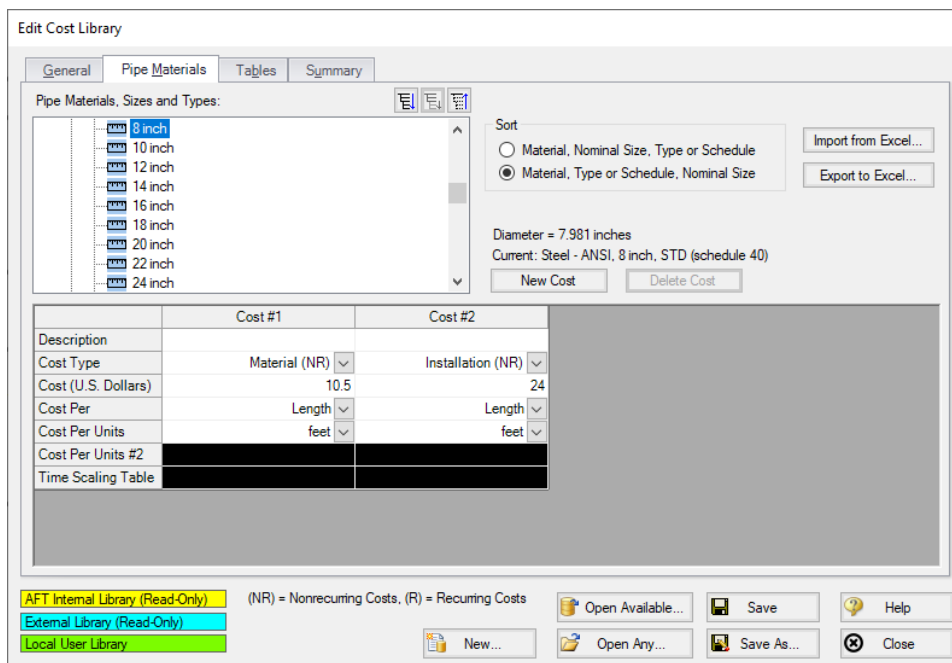 Edit Cost Library
General Pipe Materials Tables Summary
Pipe Materials, Sizes and Types:
8 inch
10 inch
12 inch
14 inch
16 inch
18 inch
20 inch
22 inch
24 inch
Sort
Material, Nominal Size, Type or Schedule
Material, Type or Schedule, Nominal Size
Import from Excel...
Export to Excel...
Diameter = 7.981 inches
Current: Steel - ANSI, 8 inch, STD (schedule 40)
New Cost Delete Cost
Cost #1 Cost #2
Description
Cost Type Material (NR) Installation (NR)
Cost (U.S. Dollars) 10.5 24
Cost Per Length Length
Cost Per Units feet feet
Cost Per Units #2
Time Scaling Table
AFT Internal Library (Read-Only)
External Library (Read-Only)
Local User Library
(NR) = Nonrecurring Costs, (R) = Recurring Costs
Open Available... Save Help
New... Open Any... Save As... Close